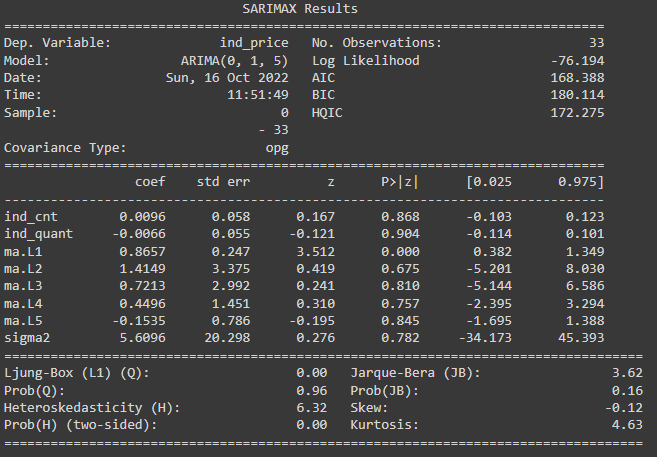 SARIMAX Results
==============================================================================
Dep. Variable: ind_price No. Observations: 33
Model: ARIMA(0, 1, 5) Log Likelihood -76.194
Date: Sun, 16 Oct 2022 AIC 168.388
Time: 11:51:49 BIC 180.114
Sample: 0 HQIC 172.275
- 33
Covariance Type: opg
==============================================================================
coef std err z P>|z| [0.025 0.975]
------------------------------------------------------------------------------
ind_cnt 0.0096 0.058 0.167 0.868 -0.103 0.123
ind_quant -0.0066 0.055 -0.121 0.904 -0.114 0.101
ma.L1 0.8657 0.247 3.512 0.000 0.382 1.349
ma.L2 1.4149 3.375 0.419 0.675 -5.201 8.030
ma.L3 0.7213 2.992 0.241 0.810 -5.144 6.586
ma.L4 0.4496 1.451 0.310 0.757 -2.395 3.294
ma.L5 -0.1535 0.786 -0.195 0.845 -1.695 1.388
sigma2 5.6096 20.298 0.276 0.782 -34.173 45.393
===================================================================================
Ljung-Box (L1) (Q): 0.00 Jarque-Bera (JB): 3.62
Prob(Q): 0.96 Prob(JB): 0.16
Heteroskedasticity (H): 6.32 Skew: -0.12
Prob(H) (two-sided): 0.00 Kurtosis: 4.63
===================================================================================